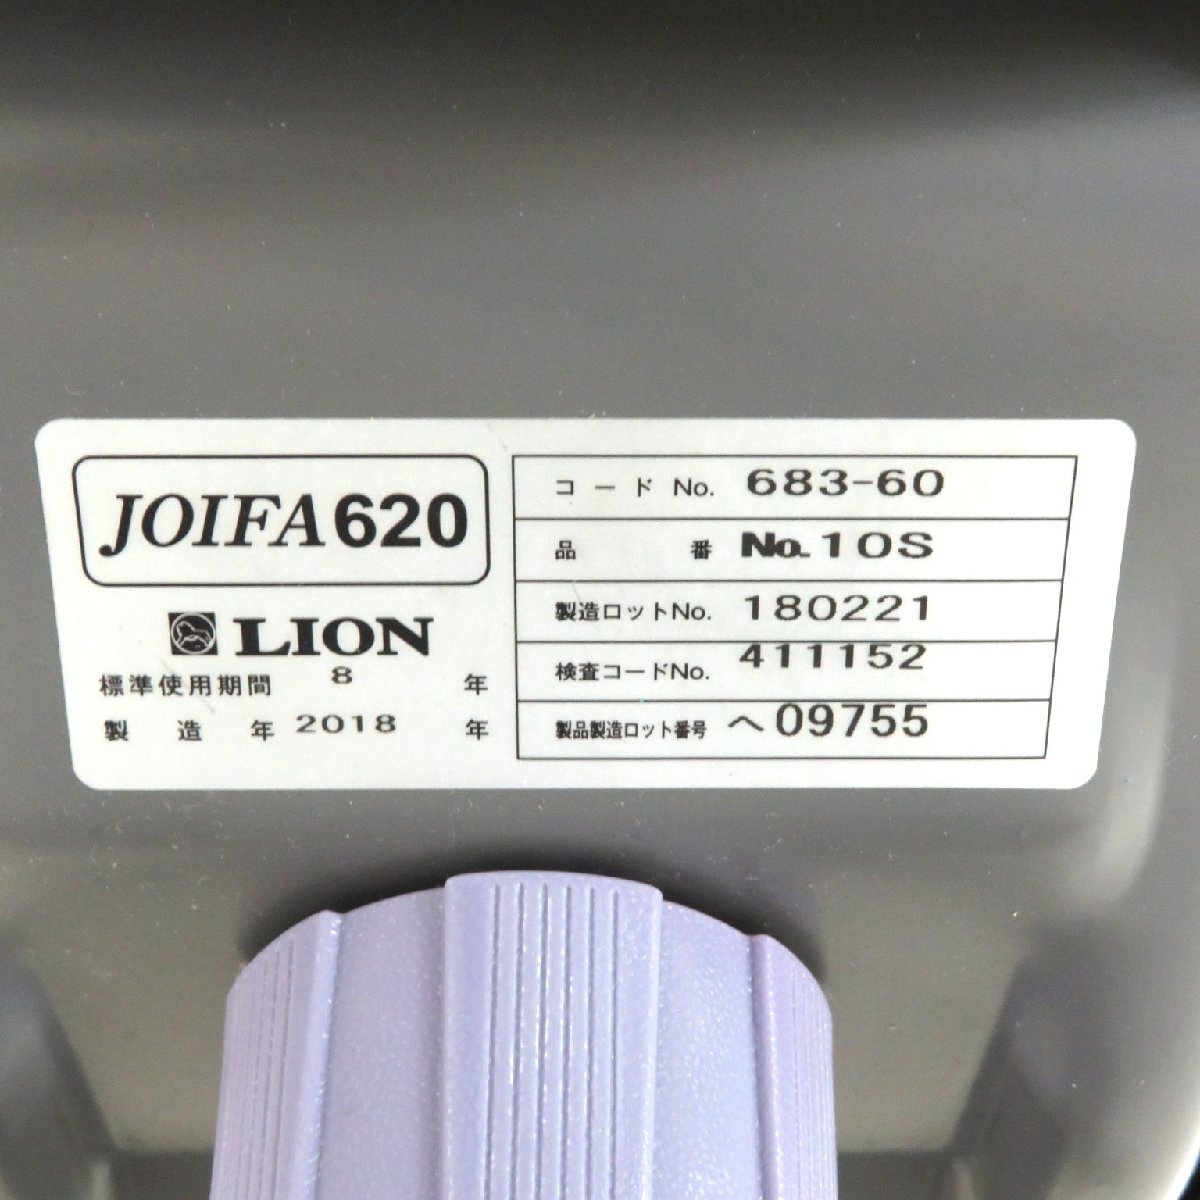 JOIFA620
LION
標準使用期間 8 年
製造年 2018 年
コードNo. 683-60
品番 No.10S
製造ロットNo. 180221
検査コードNo. 411152
製品製造ロット番号 へ09755